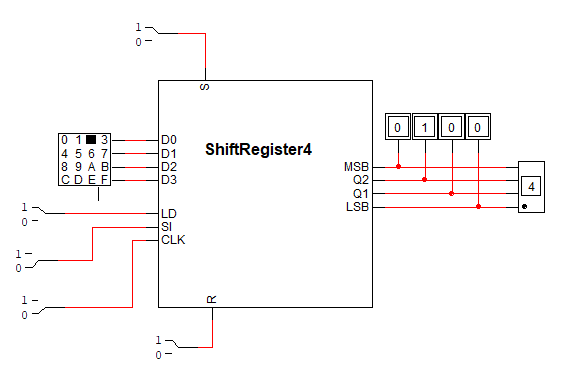 1
0
S
ShiftRegister4
0 1 3
4 5 6 7
8 9 A B
C D E F
D0
D1
D2
D3
LD
SI
CLK
R
MSB
Q2
Q1
LSB
0 1 0 0
4
1
0
1
0
1
0
1
0